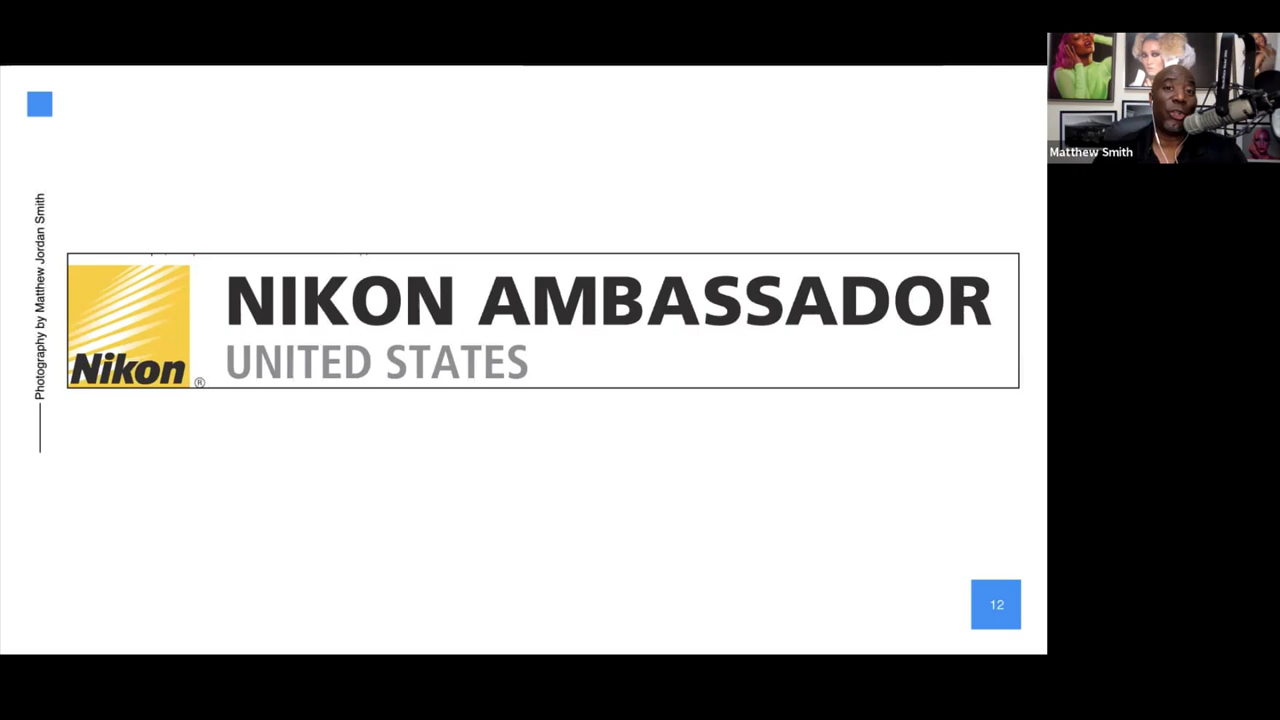 Photography by Matthew Jordan Smith
Nikon
®
NIKON AMBASSADOR
UNITED STATES
12
Matthew Smith